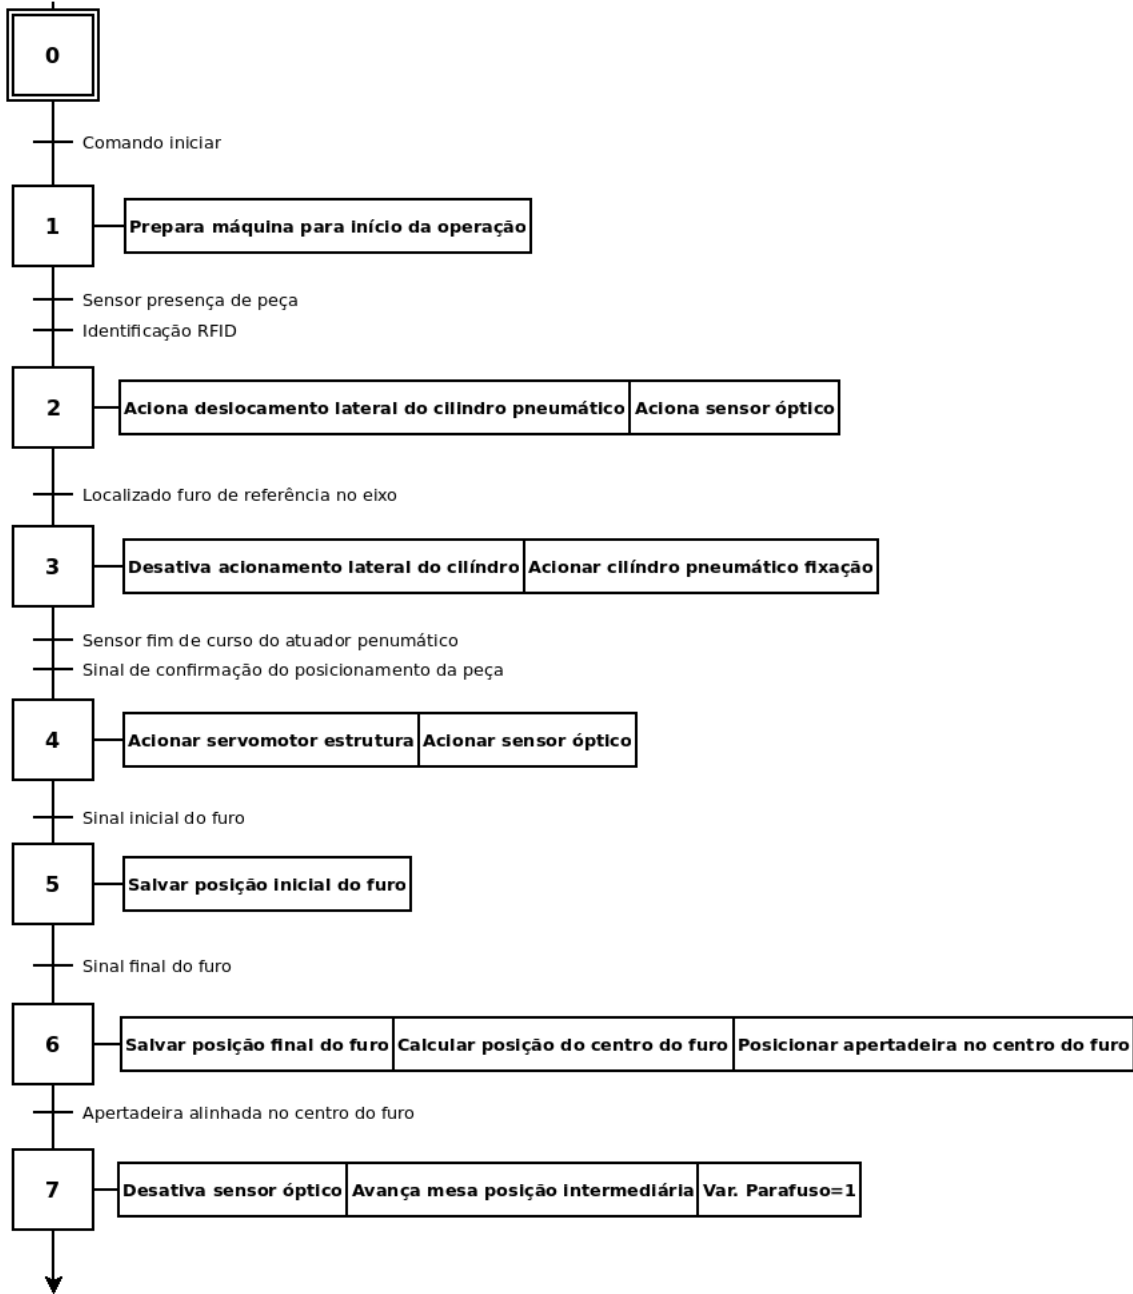 0
Comando iniciar
1
Prepara máquina para início da operação
Sensor presença de peça
Identificação RFID
2
Aciona deslocamento lateral do cilindro pneumático
Aciona sensor óptico
Localizado furo de referência no eixo
3
Desativa acionamento lateral do cilíndro
Acionar cilíndro pneumático fixação
Sensor fim de curso do atuador penumático
Sinal de confirmação do posicionamento da peça
4
Acionar servomotor estrutura
Acionar sensor óptico
Sinal inicial do furo
5
Salvar posição inicial do furo
Sinal final do furo
6
Salvar posição final do furo
Calcular posição do centro do furo
Posicionar apertadeira no centro do furo
Apertadeira alinhada no centro do furo
7
Desativa sensor óptico
Avança mesa posição intermediária
Var. Parafuso=1